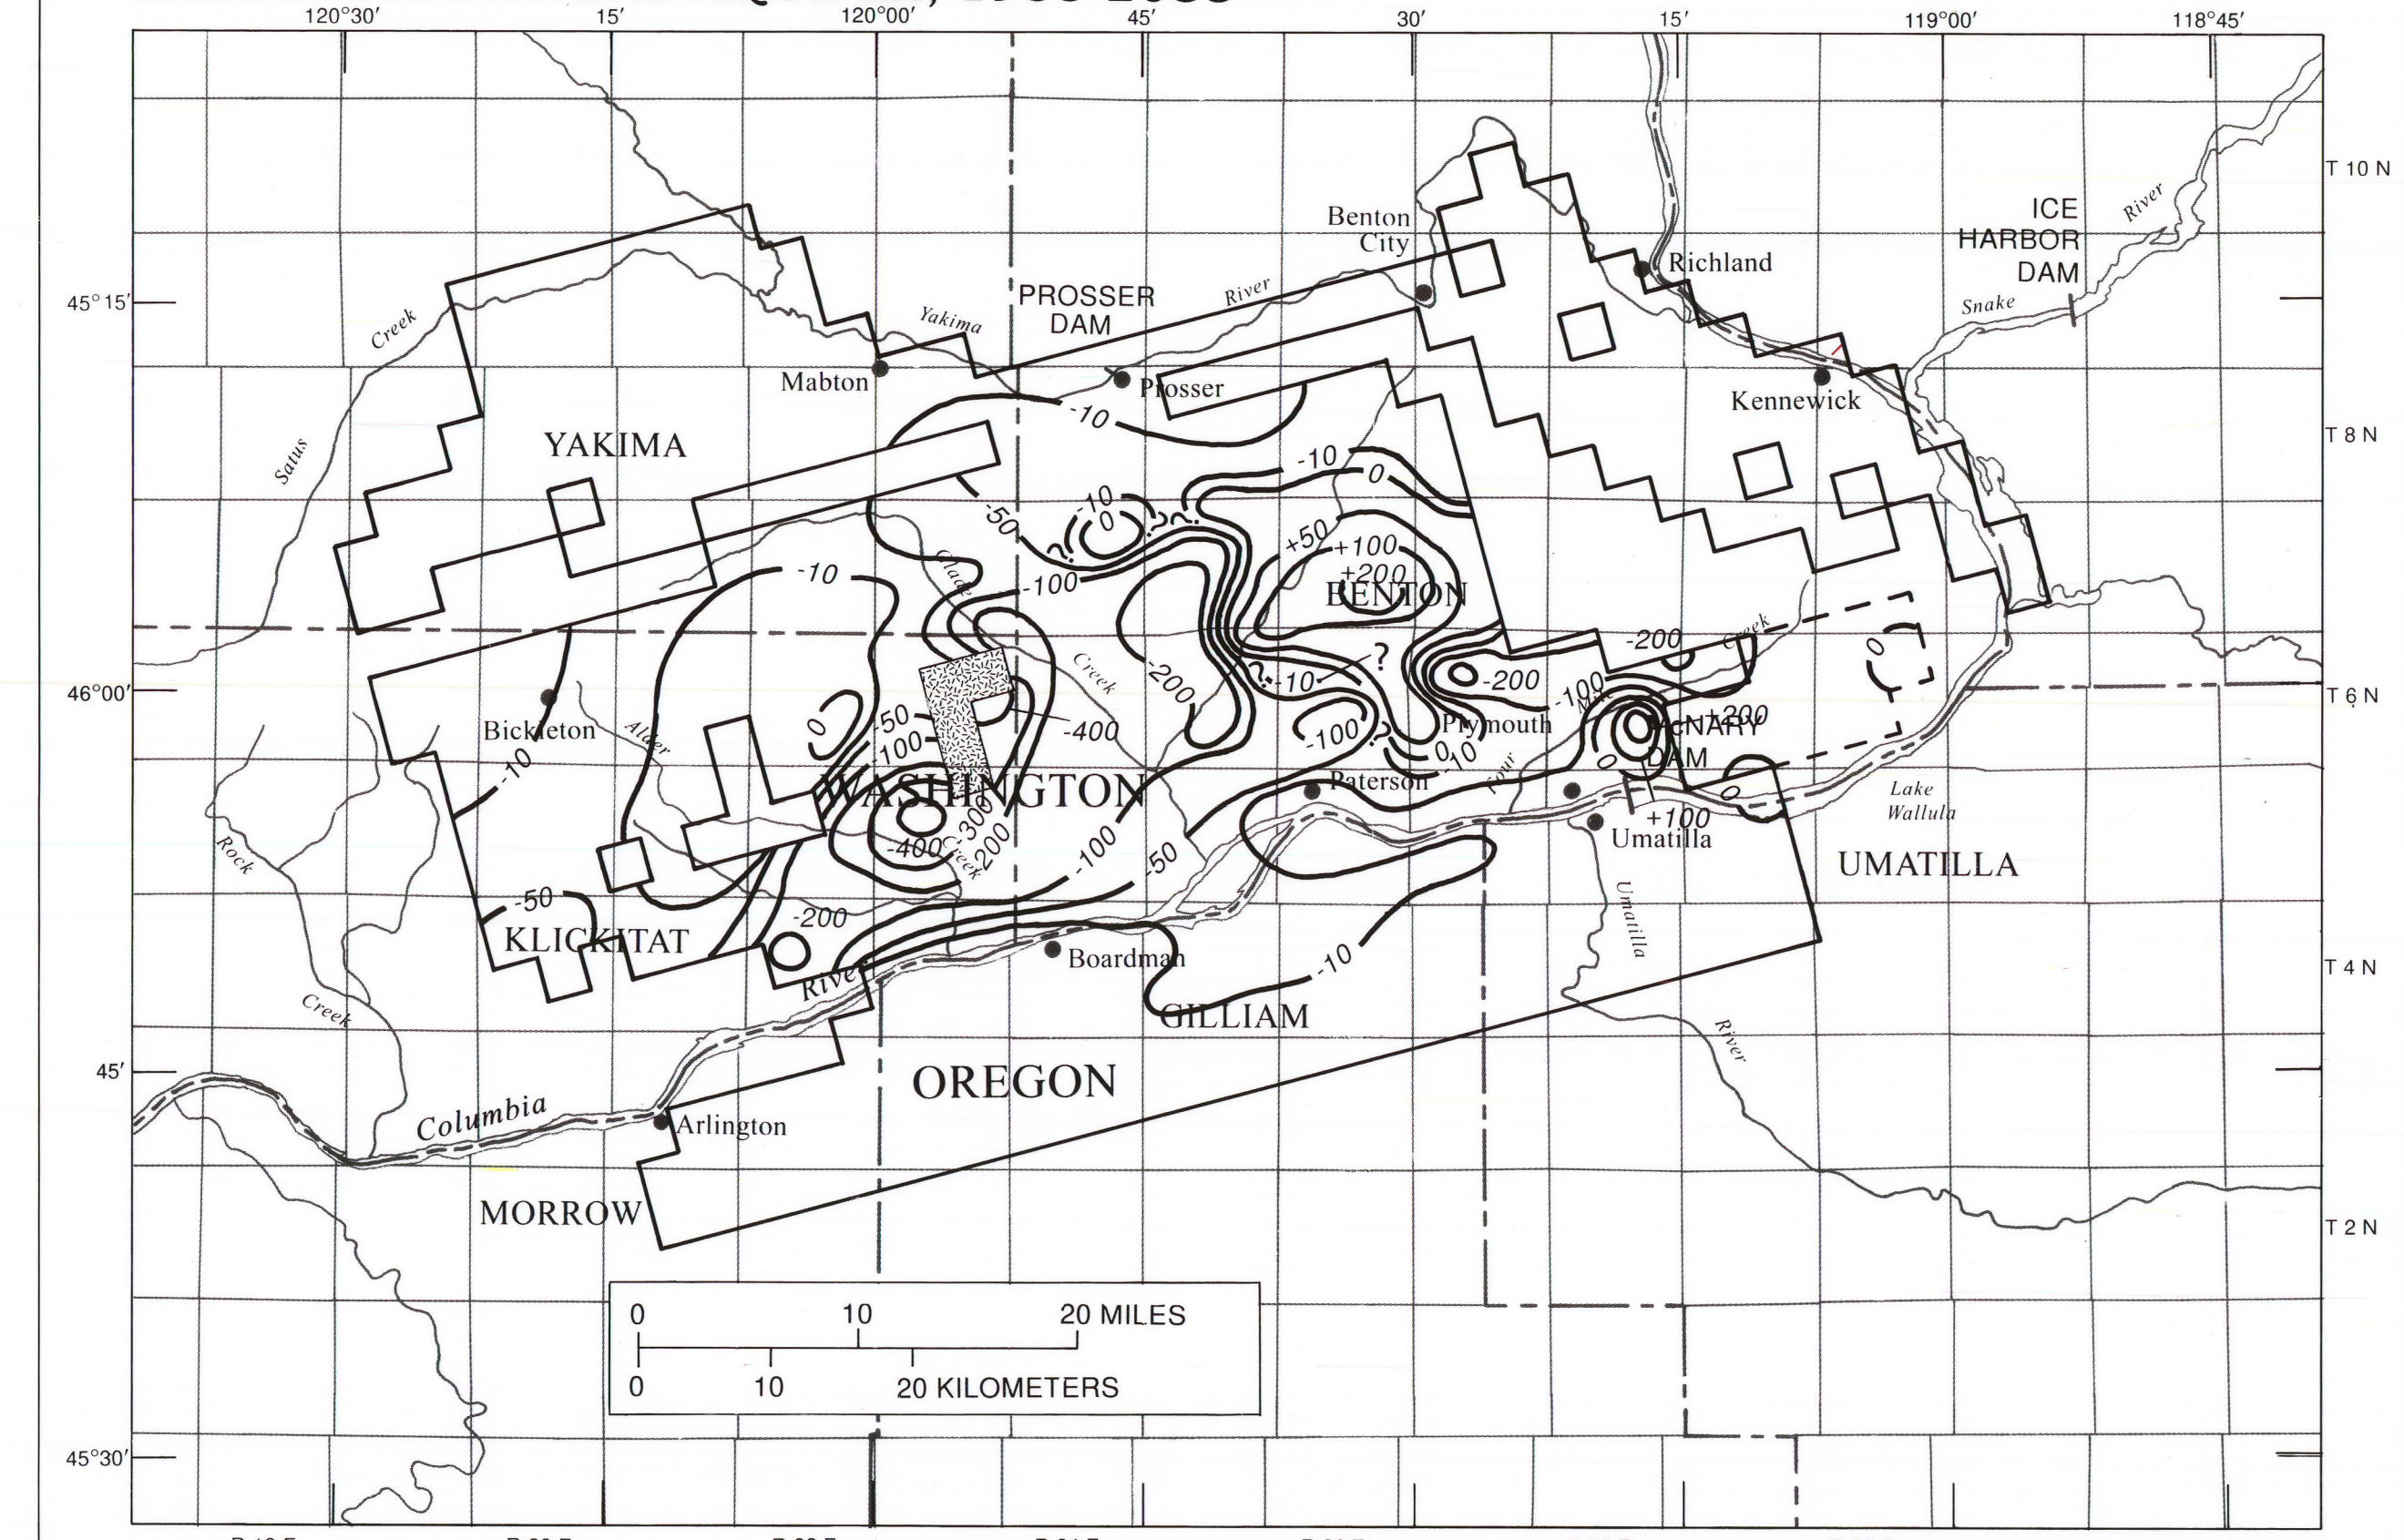 120°30′
15′
120°00′
45′
30′
15′
119°00′
118°45′
T 10 N
ICE
HARBOR
DAM
River
Snake
Benton
City
Richland
45°15′
Creek
PROSSER
DAM
River
Yakima
Mabton
Prosser
Kennewick
-10
T 8 N
YAKIMA
Satus
-10
0
-50
-10
0
?
?
?
+50
+100
+200
BENTON
-10
Glade
-100
-200
Creek
0
46°00′
Creek
-200
?
?
-10
-200
-100
T 6 N
Bickleton
Alder
0
-50
-100
-400
-100
?
Plymouth
+200
McNARY
DAM
0
-10
-10
0
Four
WASHINGTON
Paterson
Lake
Wallula
0
+100
Umatilla
Rock
-300
-400
-200
Creek
-100
-50
UMATILLA
-50
-200
Umatilla
KLICKITAT
Boardman
-10
T 4 N
River
Creek
GILLIAM
River
45′
OREGON
Columbia
Arlington
MORROW
T 2 N
0 10 20 MILES
0 10 20 KILOMETERS
45°30′